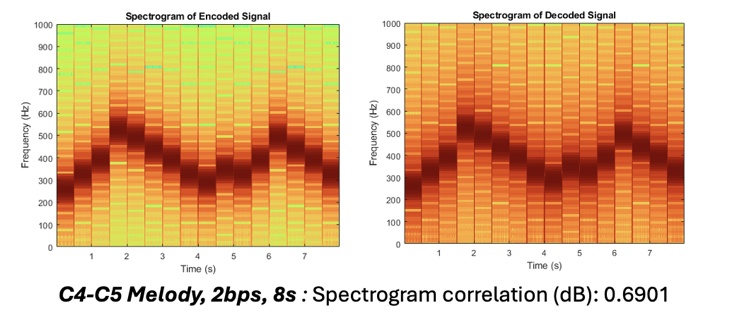 Spectrogram of Encoded Signal
1000
900
800
700
600
500
400
300
200
100
0
Frequency (Hz)
1 2 3 4 5 6 7
Time (s)
Spectrogram of Decoded Signal
1000
900
800
700
600
500
400
300
200
100
0
Frequency (Hz)
1 2 3 4 5 6 7
Time (s)
C4-C5 Melody, 2bps, 8s : Spectrogram correlation (dB): 0.6901